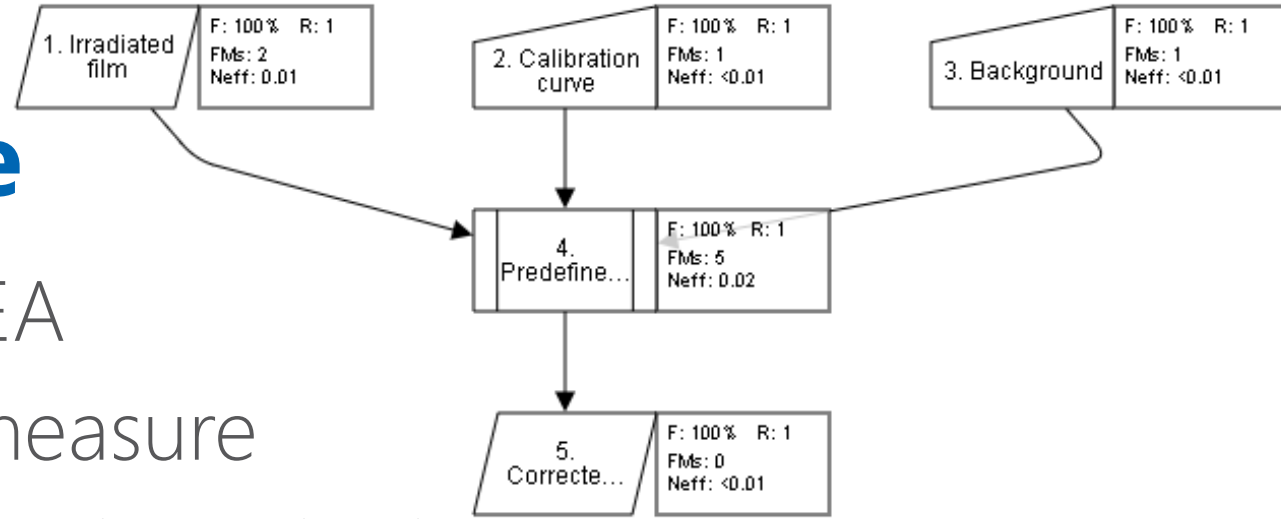 1. Irradiated
film
F: 100% R: 1
FMs: 2
Neff: 0.01
2. Calibration
curve
F: 100% R: 1
FMs: 1
Neff: <0.01
3. Background
F: 100% R: 1
FMs: 1
Neff: <0.01
e
4.
Predefine...
F: 100% R: 1
FMs: 5
Neff: 0.02
EA
neasure
5.
Correcte...
F: 100% R: 1
FMs: 0
Neff: <0.01